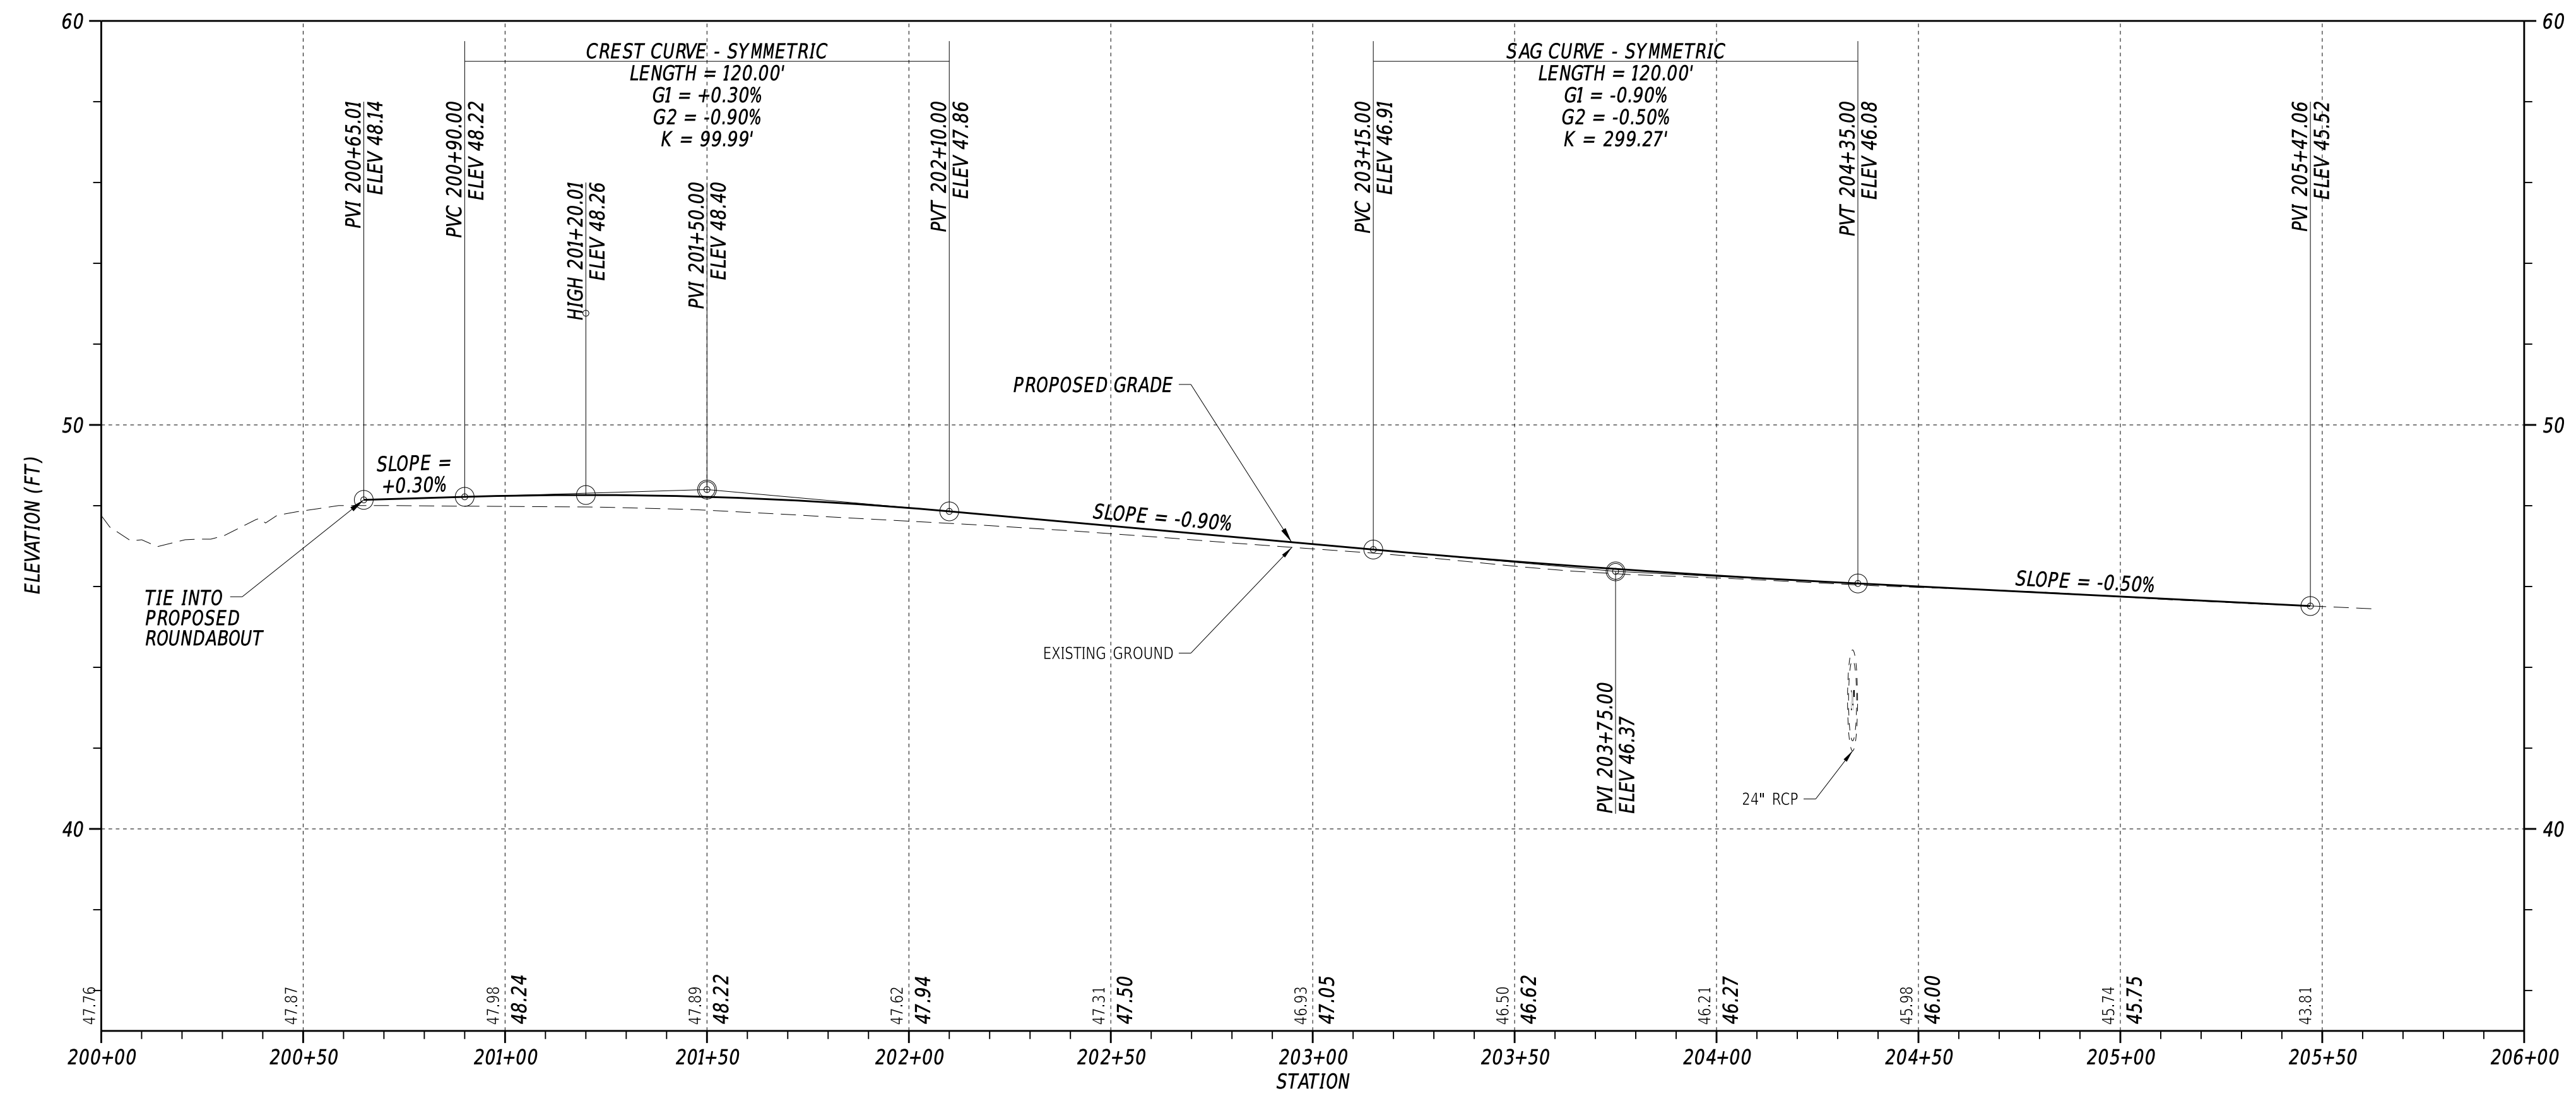 60
60
CREST CURVE - SYMMETRIC
LENGTH = 120.00'
G1 = +0.30%
G2 = -0.90%
K = 99.99'
SAG CURVE - SYMMETRIC
LENGTH = 120.00'
G1 = -0.90%
G2 = -0.50%
K = 299.27'
PVI 200+65.01
ELEV 48.14
PVC 200+90.00
ELEV 48.22
HIGH 201+20.01
ELEV 48.26
PVI 201+50.00
ELEV 48.40
PVT 202+10.00
ELEV 47.86
PVC 203+15.00
ELEV 46.91
PVT 204+35.00
ELEV 46.08
PVI 205+47.06
ELEV 45.52
PROPOSED GRADE
50
50
SLOPE =
+0.30%
SLOPE = -0.90%
SLOPE = -0.50%
ELEVATION (FT)
TIE INTO
PROPOSED
ROUNDABOUT
EXISTING GROUND
PVI 203+75.00
ELEV 46.37
24" RCP
40
40
47.76
47.87
47.98
48.24
47.89
48.22
47.62
47.94
47.31
47.50
46.93
47.05
46.50
46.62
46.21
46.27
45.98
46.00
45.74
45.75
43.81
200+00
200+50
201+00
201+50
202+00
202+50
203+00
203+50
204+00
204+50
205+00
205+50
206+00
STATION